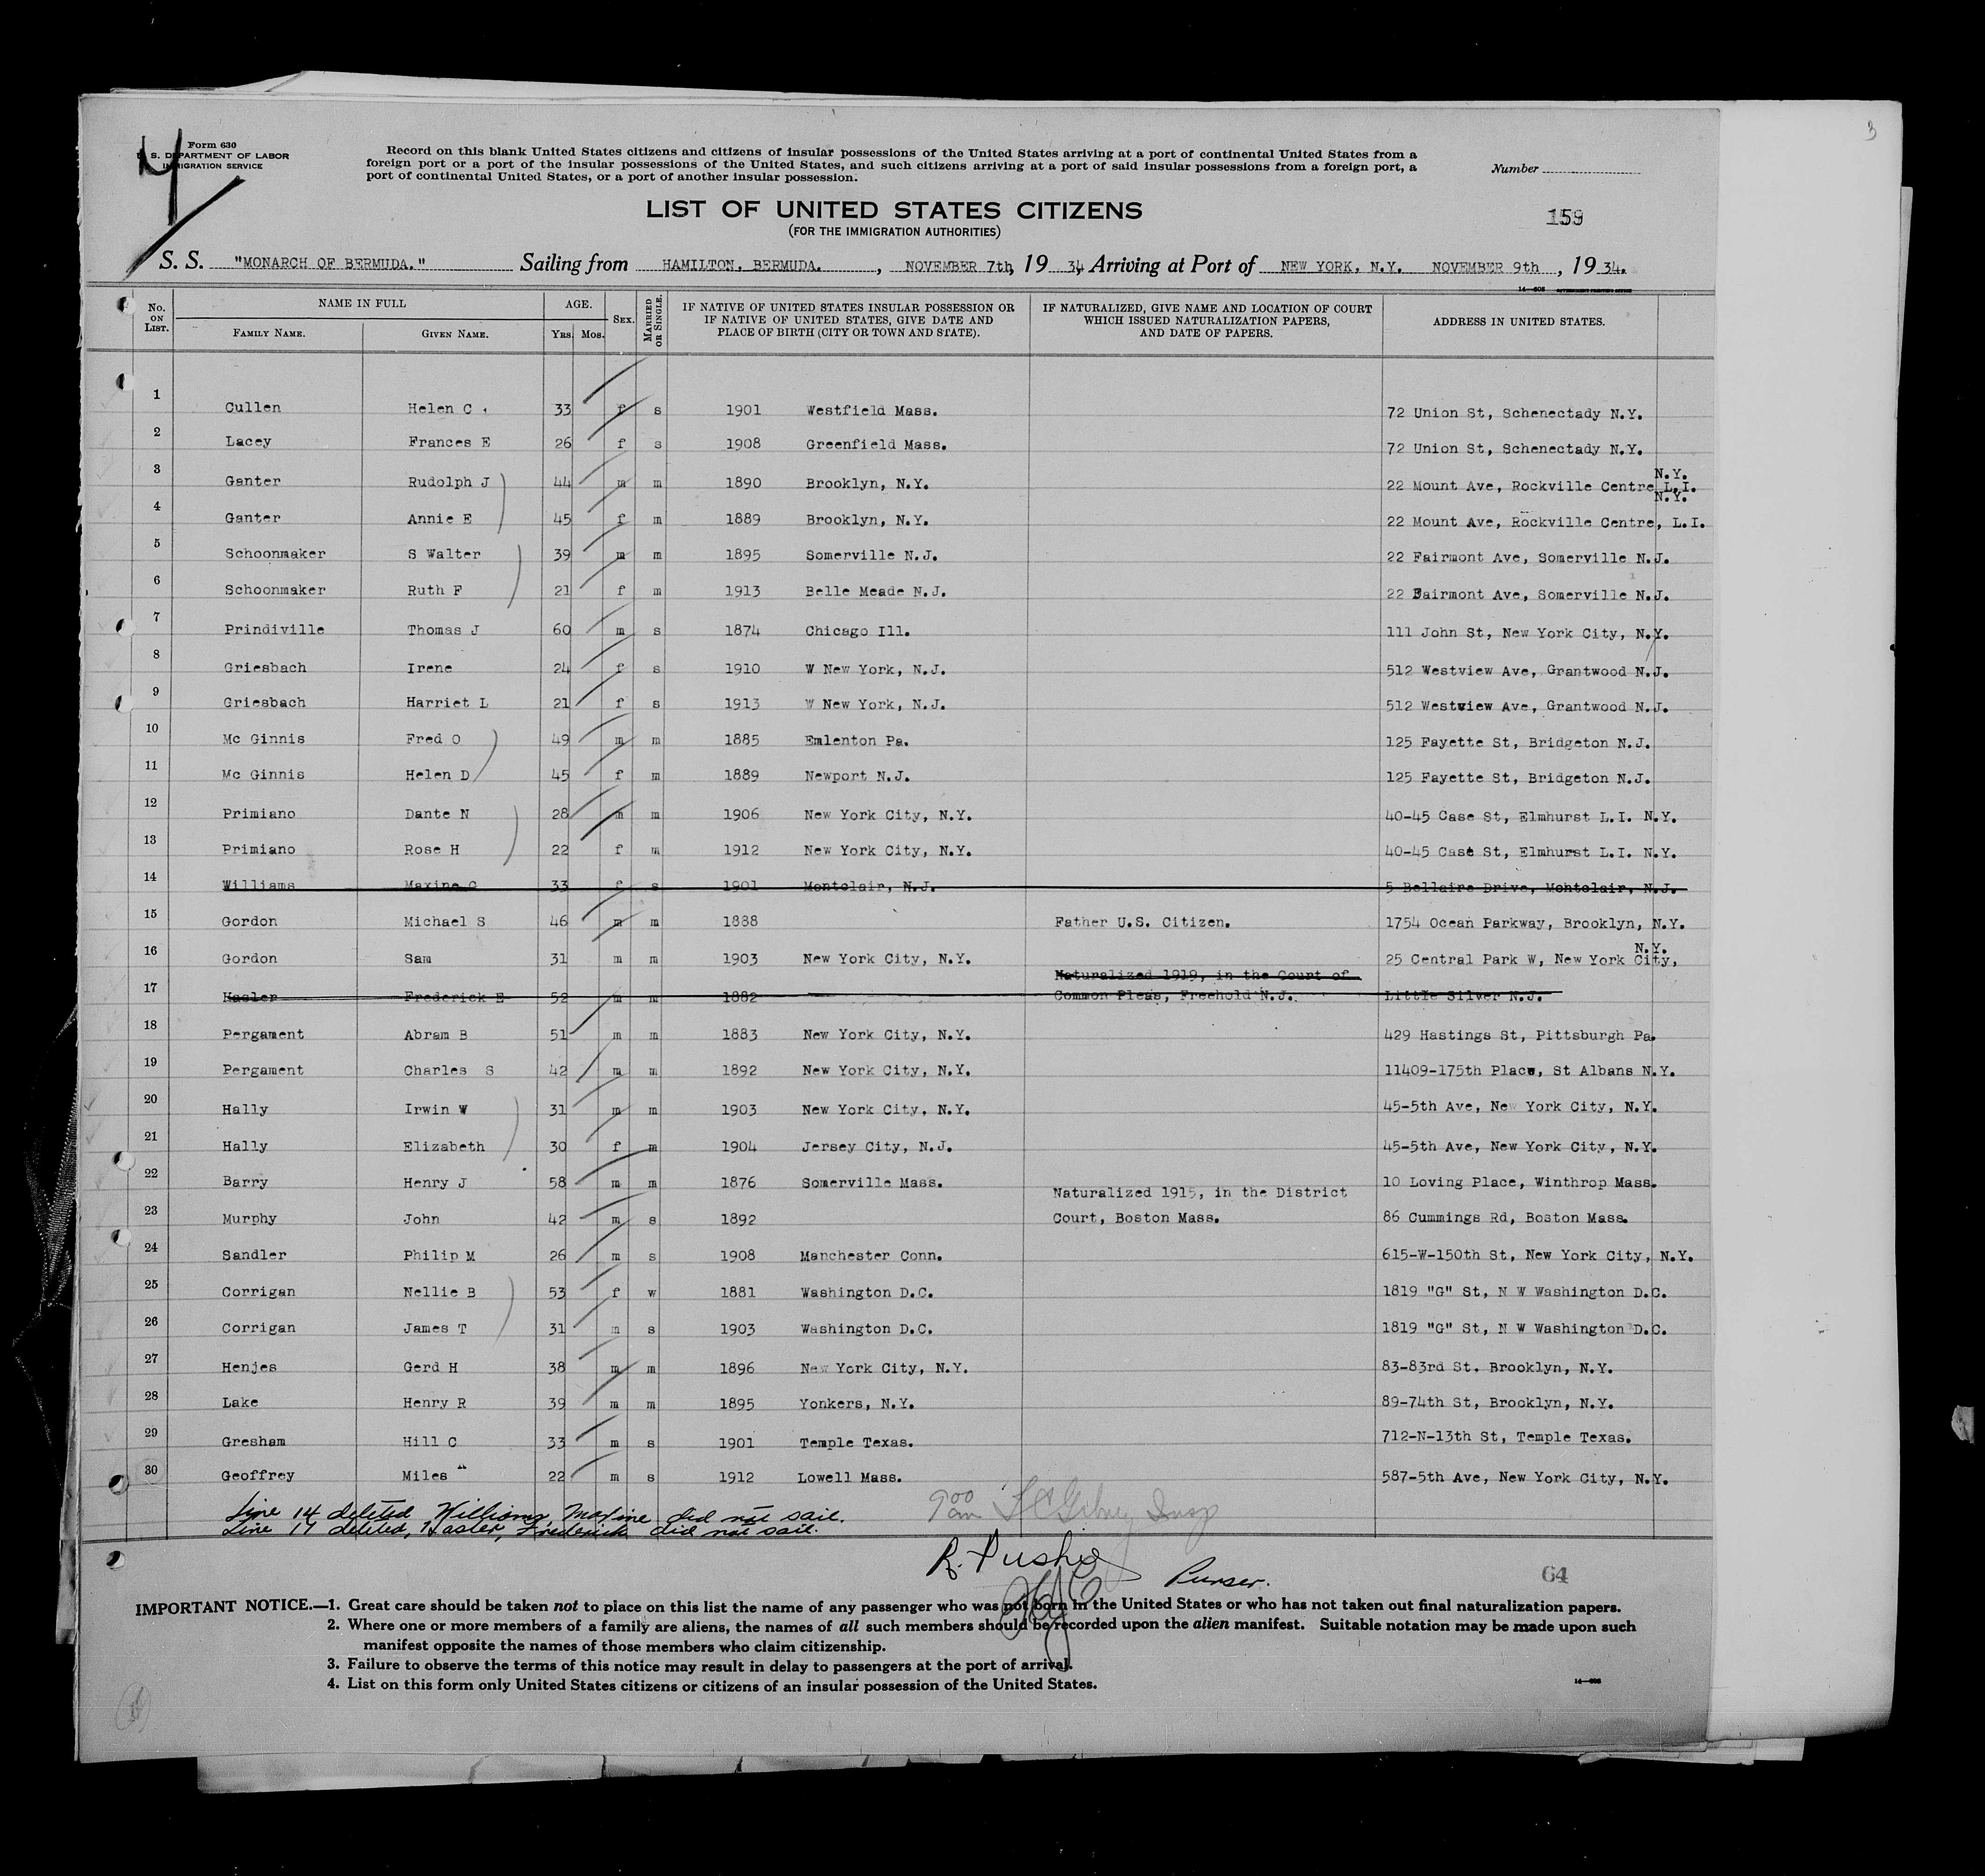 3
Form 630
U. S. DEPARTMENT OF LABOR
IMMIGRATION SERVICE
Record on this blank United States citizens and citizens of insular possessions of the United States arriving at a port of continental United States from a
foreign port or a port of the insular possessions of the United States, and such citizens arriving at a port of said insular possessions from a foreign port, a
port of continental United States, or a port of another insular possession.
Number
LIST OF UNITED STATES CITIZENS
(FOR THE IMMIGRATION AUTHORITIES)
159
S. S. "MONARCH OF BERMUDA." Sailing from HAMILTON, BERMUDA. , NOVEMBER 7th, 19 34 Arriving at Port of NEW YORK, N.Y. NOVEMBER 9th , 19 34.
No. ON LIST. NAME IN FULL FAMILY NAME. GIVEN NAME. AGE. YRS. MOS. SEX. MARRIED OR SINGLE. IF NATIVE OF UNITED STATES INSULAR POSSESSION OR IF NATIVE OF UNITED STATES, GIVE DATE AND PLACE OF BIRTH (CITY OR TOWN AND STATE). IF NATURALIZED, GIVE NAME AND LOCATION OF COURT WHICH ISSUED NATURALIZATION PAPERS, AND DATE OF PAPERS. ADDRESS IN UNITED STATES.
1 Cullen Helen C . 33 f s 1901 Westfield Mass. 72 Union St, Schenectady N.Y.
2 Lacey Frances E 26 f s 1908 Greenfield Mass. 72 Union St, Schenectady N.Y.
3 Ganter Rudolph J 44 m m 1890 Brooklyn, N.Y. 22 Mount Ave, Rockville Centre L.I. N.Y.
4 Ganter Annie E 45 f m 1889 Brooklyn, N.Y. 22 Mount Ave, Rockville Centre, L.I. N.Y.
5 Schoonmaker S Walter 39 m m 1895 Somerville N.J. 22 Fairmont Ave, Somerville N.J.
6 Schoonmaker Ruth F 21 f m 1913 Belle Meade N.J. 22 Fairmont Ave, Somerville N.J.
7 Prindiville Thomas J 60 m s 1874 Chicago Ill. 111 John St, New York City, N.Y.
8 Griesbach Irene 24 f s 1910 W New York, N.J. 512 Westview Ave, Grantwood N.J.
9 Griesbach Harriet L 21 f s 1913 W New York, N.J. 512 Westview Ave, Grantwood N.J.
10 Mc Ginnis Fred O 49 m m 1885 Emlenton Pa. 125 Fayette St, Bridgeton N.J.
11 Mc Ginnis Helen D 45 f m 1889 Newport N.J. 125 Fayette St, Bridgeton N.J.
12 Primiano Dante N 28 m m 1906 New York City, N.Y. 40-45 Case St, Elmhurst L.I. N.Y.
13 Primiano Rose H 22 f m 1912 New York City, N.Y. 40-45 Case St, Elmhurst L.I. N.Y.
14 Williams Maxine C 33 f s 1901 Montclair, N.J. 5 Bellaire Drive, Montclair, N.J.
15 Gordon Michael S 46 m m 1888 Father U.S. Citizen. 1754 Ocean Parkway, Brooklyn, N.Y.
16 Gordon Sam 31 m m 1903 New York City, N.Y. 25 Central Park W, New York City, N.Y.
17 Hasler Frederick E 52 m m 1882 Naturalized 1919, in the Court of Common Pleas, Freehold N.J. Little Silver N.J.
18 Pergament Abram B 51 m m 1883 New York City, N.Y. 429 Hastings St, Pittsburgh Pa.
19 Pergament Charles S 42 m m 1892 New York City, N.Y. 11409-175th Place, St Albans N.Y.
20 Hally Irwin W 31 m m 1903 New York City, N.Y. 45-5th Ave, New York City, N.Y.
21 Hally Elizabeth 30 f m 1904 Jersey City, N.J. 45-5th Ave, New York City, N.Y.
22 Barry Henry J 58 m m 1876 Somerville Mass. 10 Loving Place, Winthrop Mass.
23 Murphy John 42 m s 1892 Naturalized 1915, in the District Court, Boston Mass. 86 Cummings Rd, Boston Mass.
24 Sandler Philip M 26 m s 1908 Manchester Conn. 615-W-150th St, New York City, N.Y.
25 Corrigan Nellie B 53 f w 1881 Washington D.C. 1819 "G" St, N W Washington D.C.
26 Corrigan James T 31 m s 1903 Washington D.C. 1819 "G" St, N W Washington D.C.
27 Henjes Gerd H 38 m m 1896 New York City, N.Y. 83-83rd St. Brooklyn, N.Y.
28 Lake Henry R 39 m m 1895 Yonkers, N.Y. 89-74th St, Brooklyn, N.Y.
29 Gresham Hill C 33 m s 1901 Temple Texas. 712-N-13th St, Temple Texas.
30 Geoffrey Miles 22 m s 1912 Lowell Mass. 587-5th Ave, New York City, N.Y.
Line 14 deleted, Williams, Maxine did not sail.
Line 17 deleted, Hasler, Frederick did not sail.
9 00 am Insp
Purser.
64
IMPORTANT NOTICE.—1. Great care should be taken not to place on this list the name of any passenger who was not born in the United States or who has not taken out final naturalization papers.
2. Where one or more members of a family are aliens, the names of all such members should be recorded upon the alien manifest. Suitable notation may be made upon such
manifest opposite the names of those members who claim citizenship.
3. Failure to observe the terms of this notice may result in delay to passengers at the port of arrival.
4. List on this form only United States citizens or citizens of an insular possession of the United States.